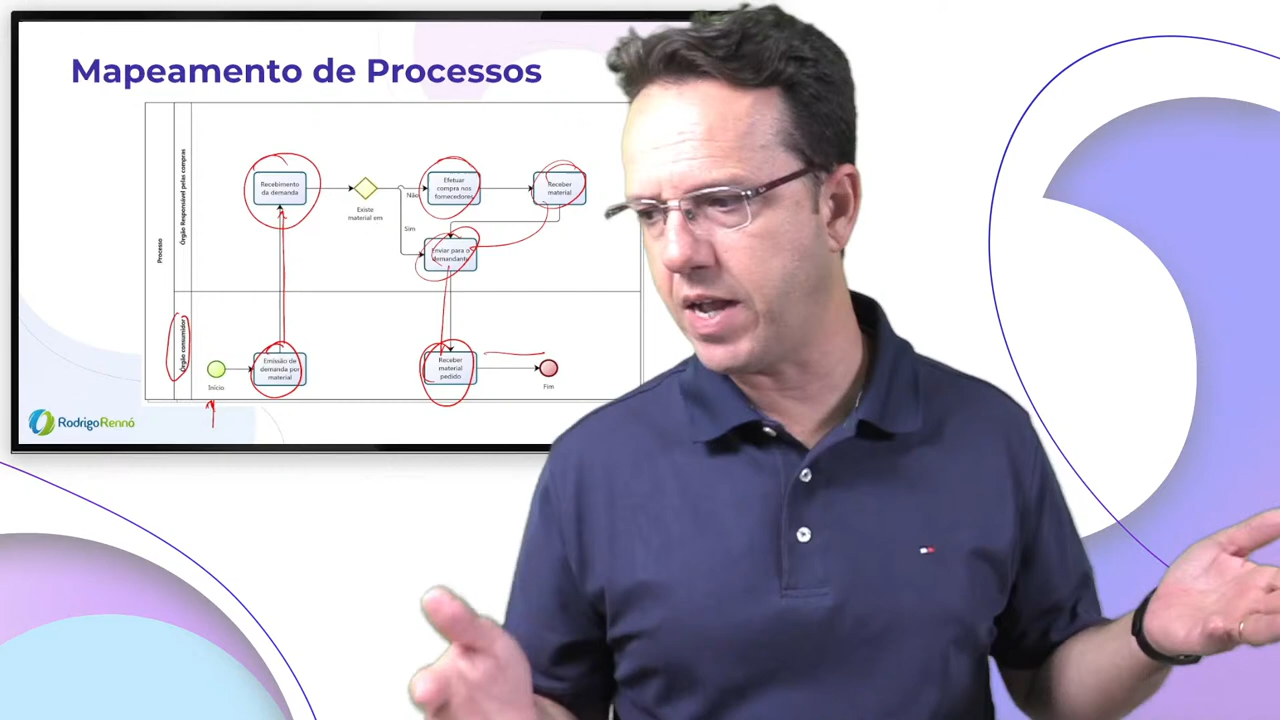 Mapeamento de Processos
Processo
Órgão Responsável pelas compras
Recebimento
da demanda
Existe
material em
Não
Sim
Efetuar
compra nos
fornecedores
Receber
material
Enviar para o
demandante
Órgão consumidor
Início
Emissão de
demanda por
material
Receber
material
pedido
Fim
RodrigoRennó